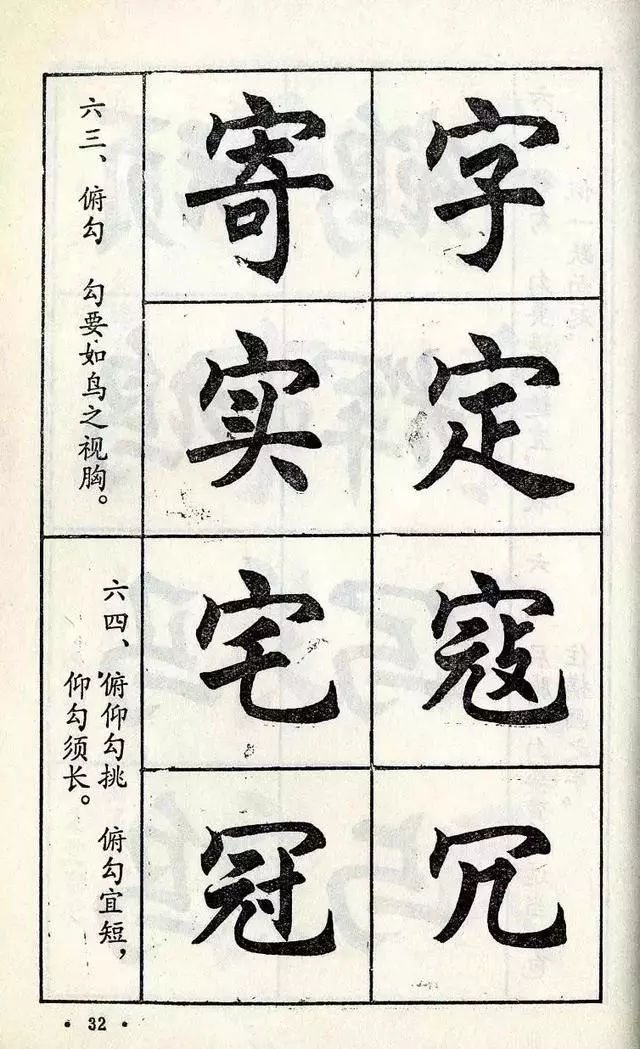 字
定
寄
实
六三、 俯勾 勾要如鸟之视胸。
寇
冗
宅
冠
六四、俯仰勾挑 俯勾宜短，
仰勾须长。
· 32 ·